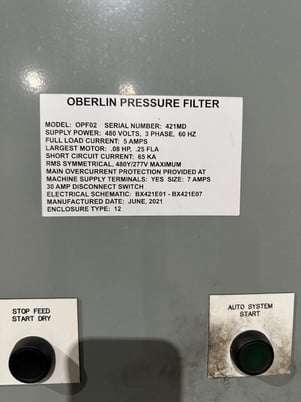 OBERLIN PRESSURE FILTER
MODEL: OPF02 SERIAL NUMBER: 421MD
SUPPLY POWER: 480 VOLTS, 3 PHASE, 60 HZ
FULL LOAD CURRENT: 5 AMPS
LARGEST MOTOR: .08 HP, .25 FLA
SHORT CIRCUIT CURRENT: 65 KA
RMS SYMMETRICAL, 480Y/277V MAXIMUM
MAIN OVERCURRENT PROTECTION PROVIDED AT
MACHINE SUPPLY TERMINALS: YES SIZE: 7 AMPS
30 AMP DISCONNECT SWITCH
ELECTRICAL SCHEMATIC: BX421E01 - BX421E07
MANUFACTURED DATE: JUNE, 2021
ENCLOSURE TYPE: 12
STOP FEED
START DRY
AUTO SYSTEM
START